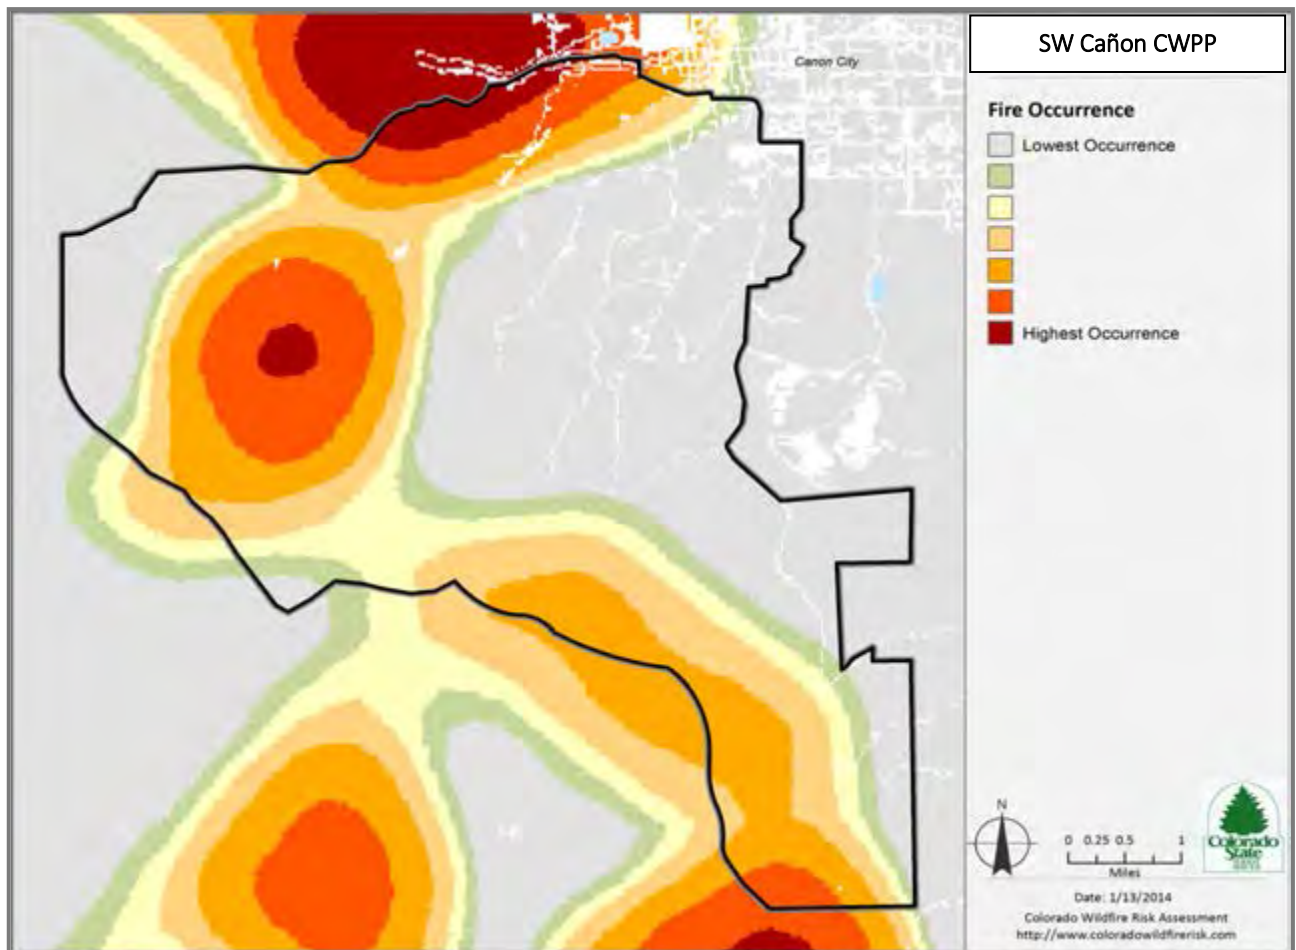 SW Cañon CWPP
Canon City
Fire Occurrence
Lowest Occurrence
Highest Occurrence
N
0 0.25 0.5 1
Miles
Colorado
State
Date: 1/13/2014
Colorado Wildfire Risk Assessment
http://www.coloradowildfirerisk.com